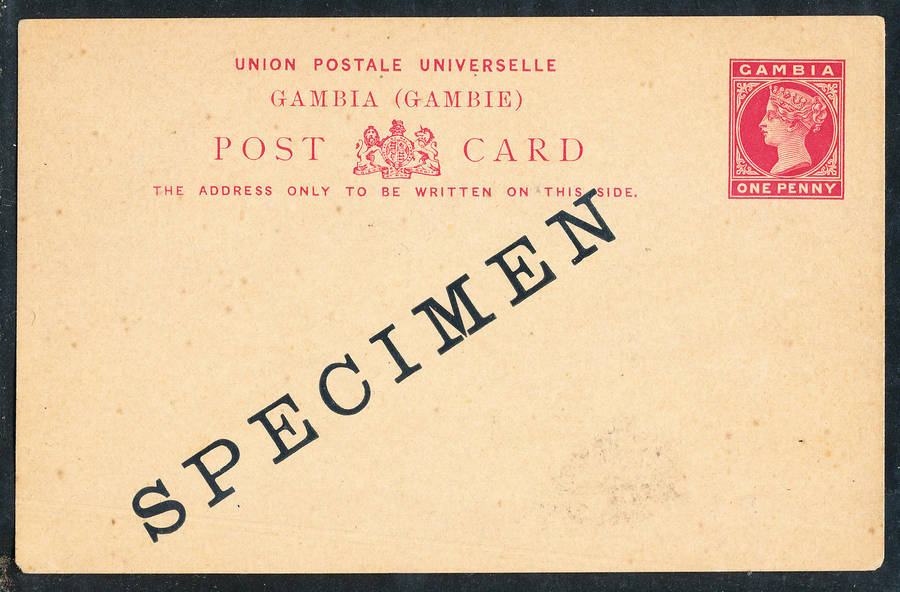 UNION POSTALE UNIVERSELLE
GAMBIA (GAMBIE)
POST CARD
THE ADDRESS ONLY TO BE WRITTEN ON THIS SIDE.
GAMBIA
ONE PENNY
SPECIMEN